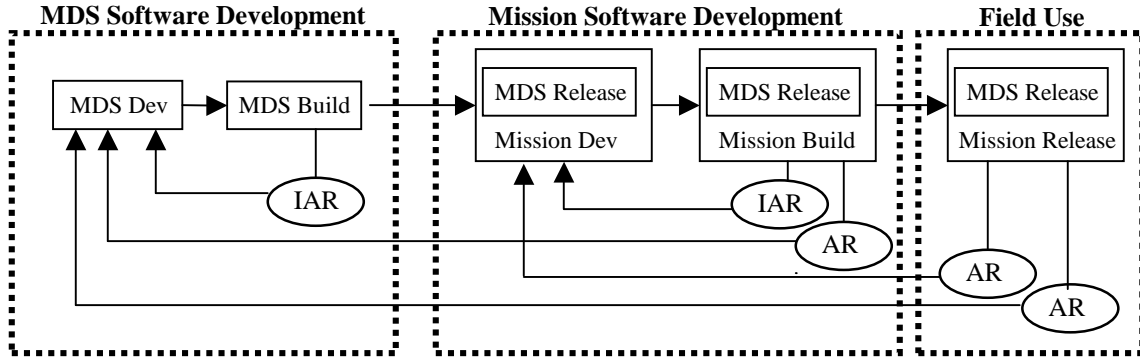 MDS Software Development
Mission Software Development
Field Use
MDS Dev
MDS Build
MDS Release
Mission Dev
MDS Release
Mission Build
MDS Release
Mission Release
IAR
IAR
AR
AR
AR